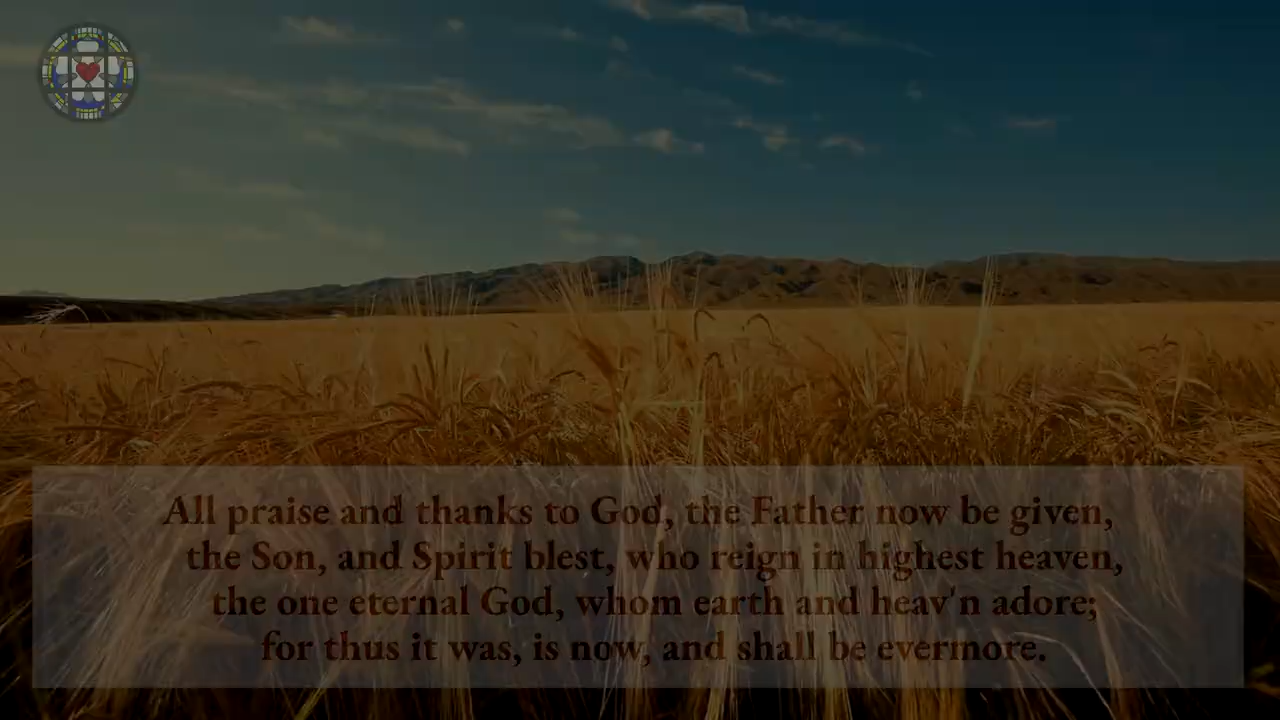 All praise and thanks to God, the Father now be given,
the Son, and Spirit blest, who reign in highest heaven,
the one eternal God, whom earth and heav'n adore;
for thus it was, is now, and shall be evermore.